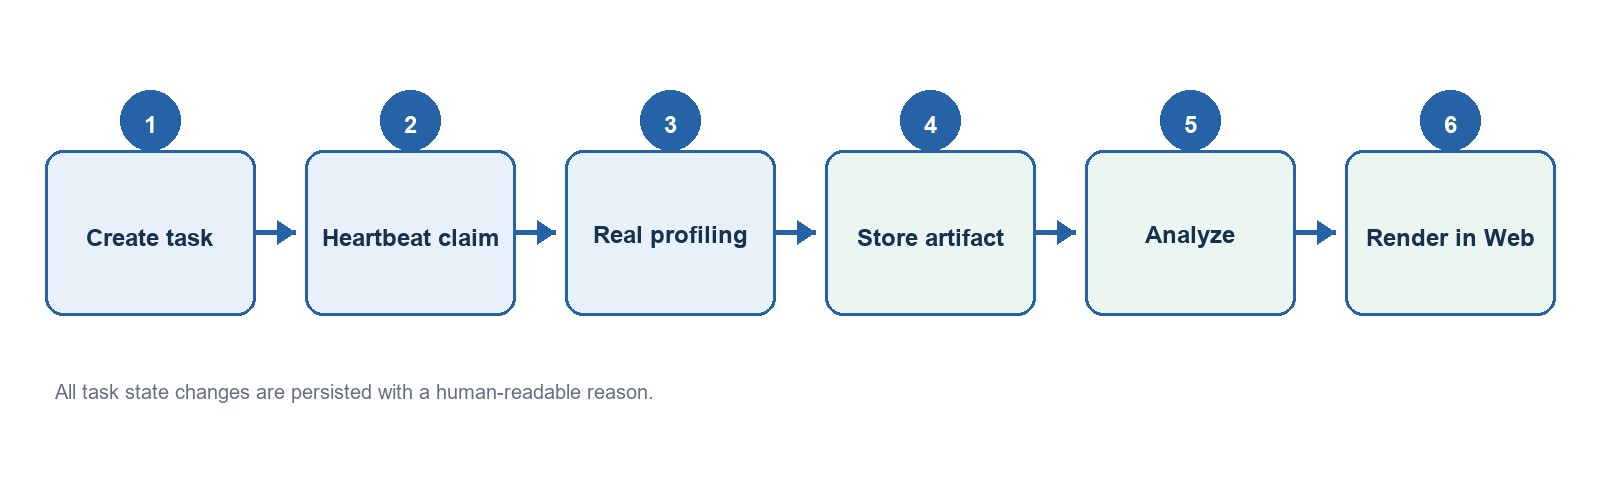 1
2
3
4
5
6
Create task
Heartbeat claim
Real profiling
Store artifact
Analyze
Render in Web
All task state changes are persisted with a human-readable reason.